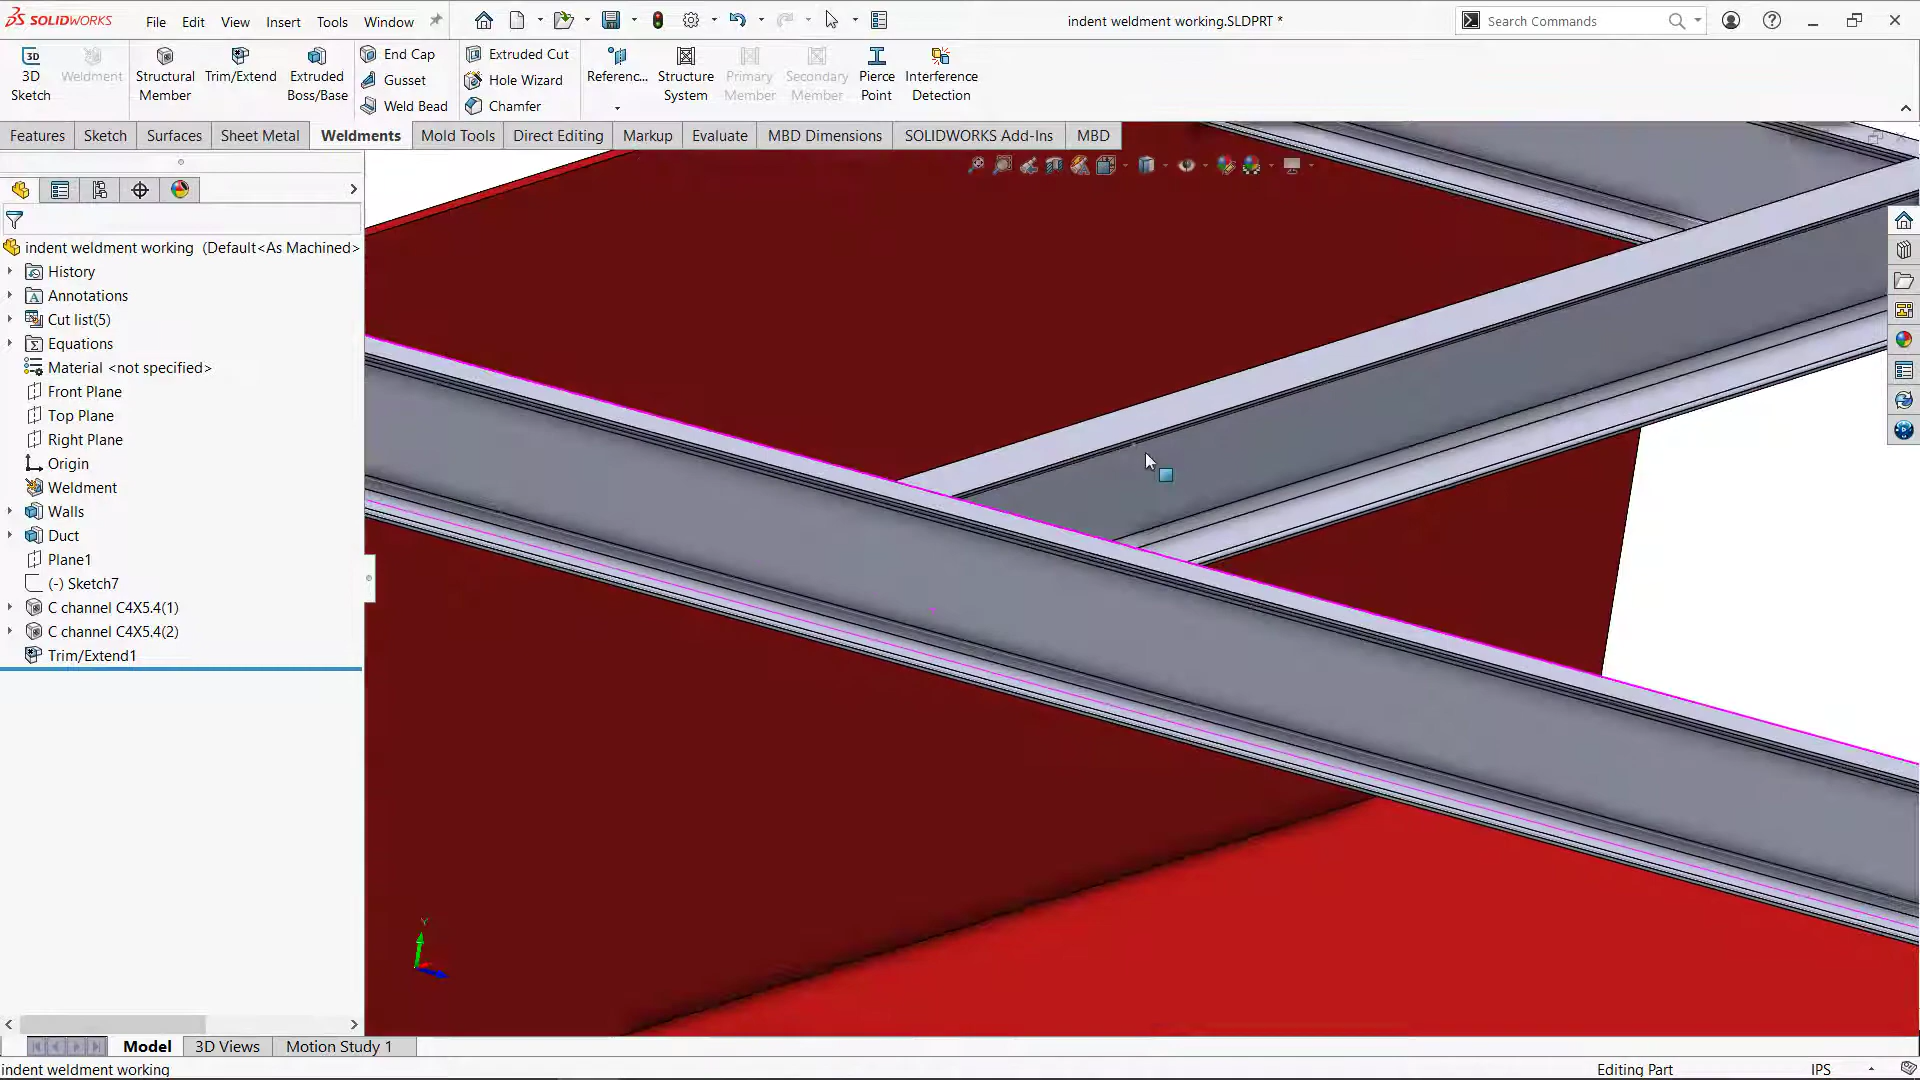 SOLIDWORKS File Edit View Insert Tools Window indent weldment working.SLDPRT * Search Commands
3D Sketch
Weldment
Structural Member
Trim/Extend
Extruded Boss/Base
End Cap
Gusset
Weld Bead
Extruded Cut
Hole Wizard
Chamfer
Referenc...
Structure System
Primary Member
Secondary Member
Pierce Point
Interference Detection
Features Sketch Surfaces Sheet Metal Weldments Mold Tools Direct Editing Markup Evaluate MBD Dimensions SOLIDWORKS Add-Ins MBD
indent weldment working (Default<As Machined>
History
Annotations
Cut list(5)
Equations
Material <not specified>
Front Plane
Top Plane
Right Plane
Origin
Weldment
Walls
Duct
Plane1
(-) Sketch7
C channel C4X5.4(1)
C channel C4X5.4(2)
Trim/Extend1
Y
Model 3D Views Motion Study 1
indent weldment working Editing Part IPS